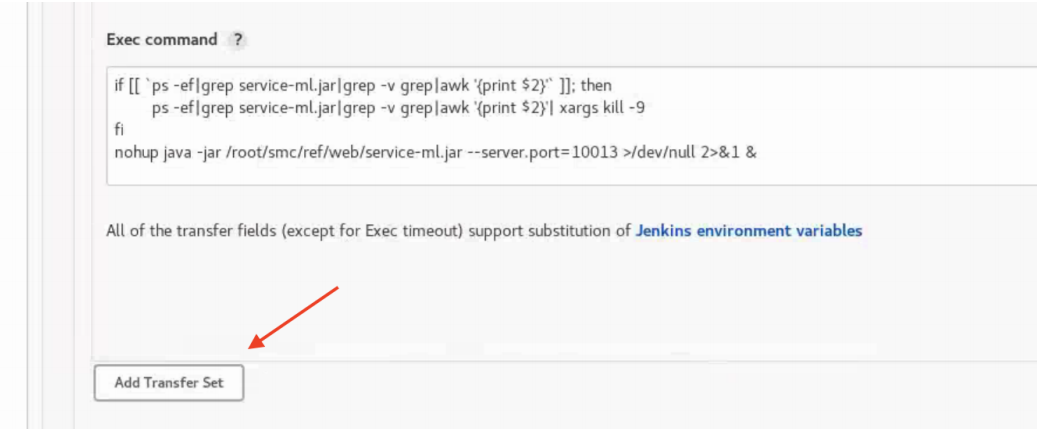 Exec command ?
if [[ `ps -ef|grep service-ml.jar|grep -v grep|awk '{print $2}'` ]]; then
ps -ef|grep service-ml.jar|grep -v grep|awk '{print $2}'| xargs kill -9
fi
nohup java -jar /root/smc/ref/web/service-ml.jar --server.port=10013 >/dev/null 2>&1 &
All of the transfer fields (except for Exec timeout) support substitution of Jenkins environment variables
Add Transfer Set